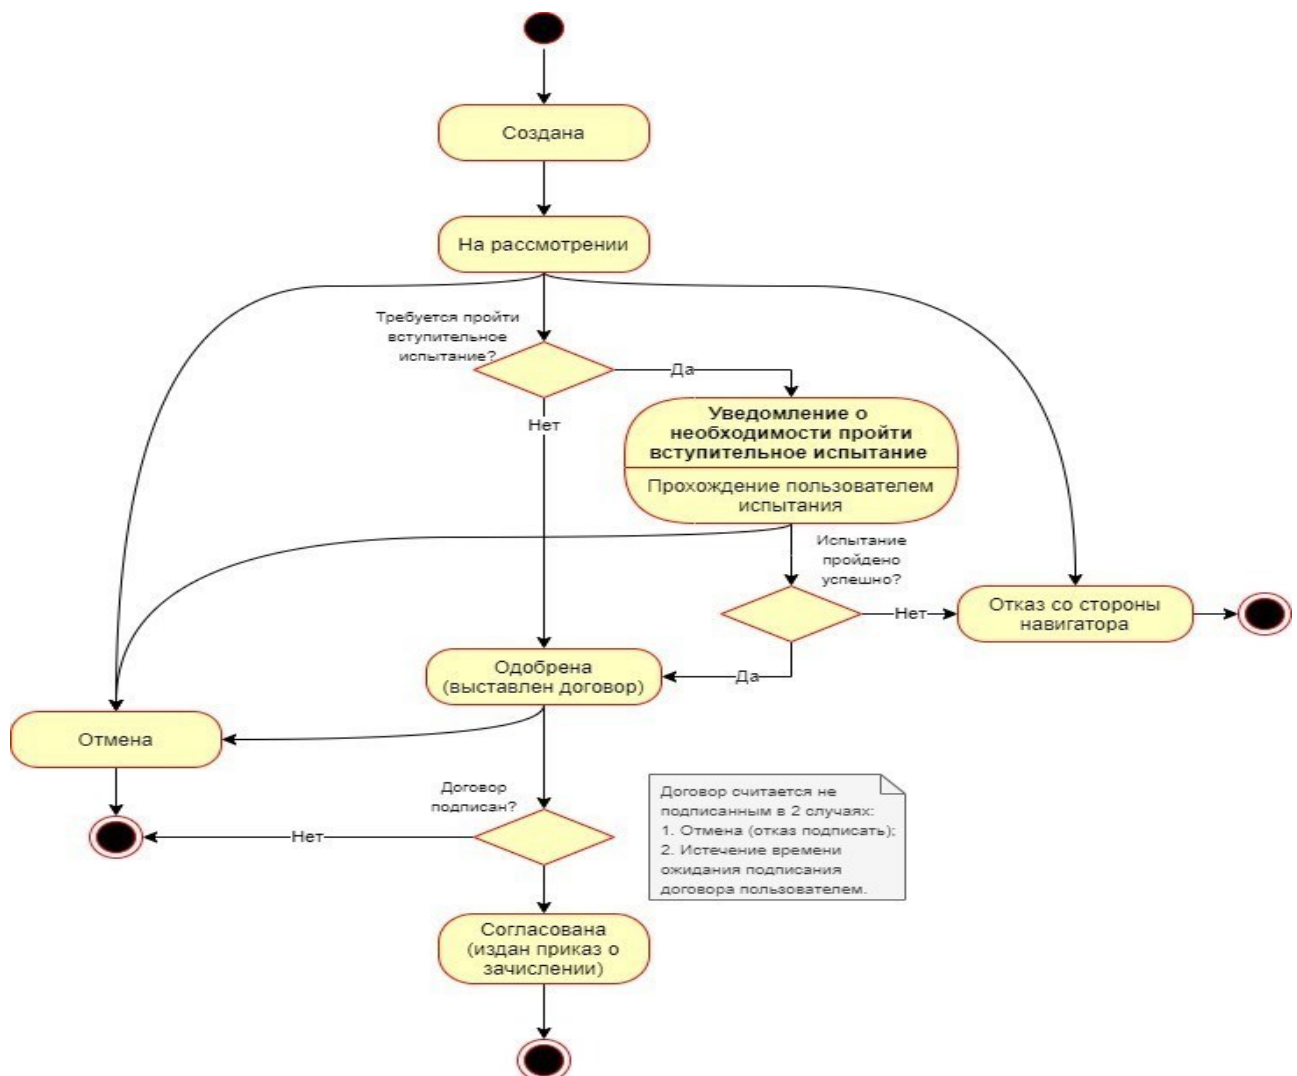 Создана
На рассмотрении
Требуется пройти
вступительное
испытание?
Да
Нет
Уведомление о
необходимости пройти
вступительное испытание
Прохождение пользователем
испытания
Испытание
пройдено
успешно?
Нет
Отказ со стороны
навигатора
Да
Одобрена
(выставлен договор)
Отмена
Договор
подписан?
Нет
Договор считается не
подписанным в 2 случаях:
1. Отмена (отказ подписать);
2. Истечение времени
ожидания подписания
договора пользователем.
Согласована
(издан приказ о
зачислении)